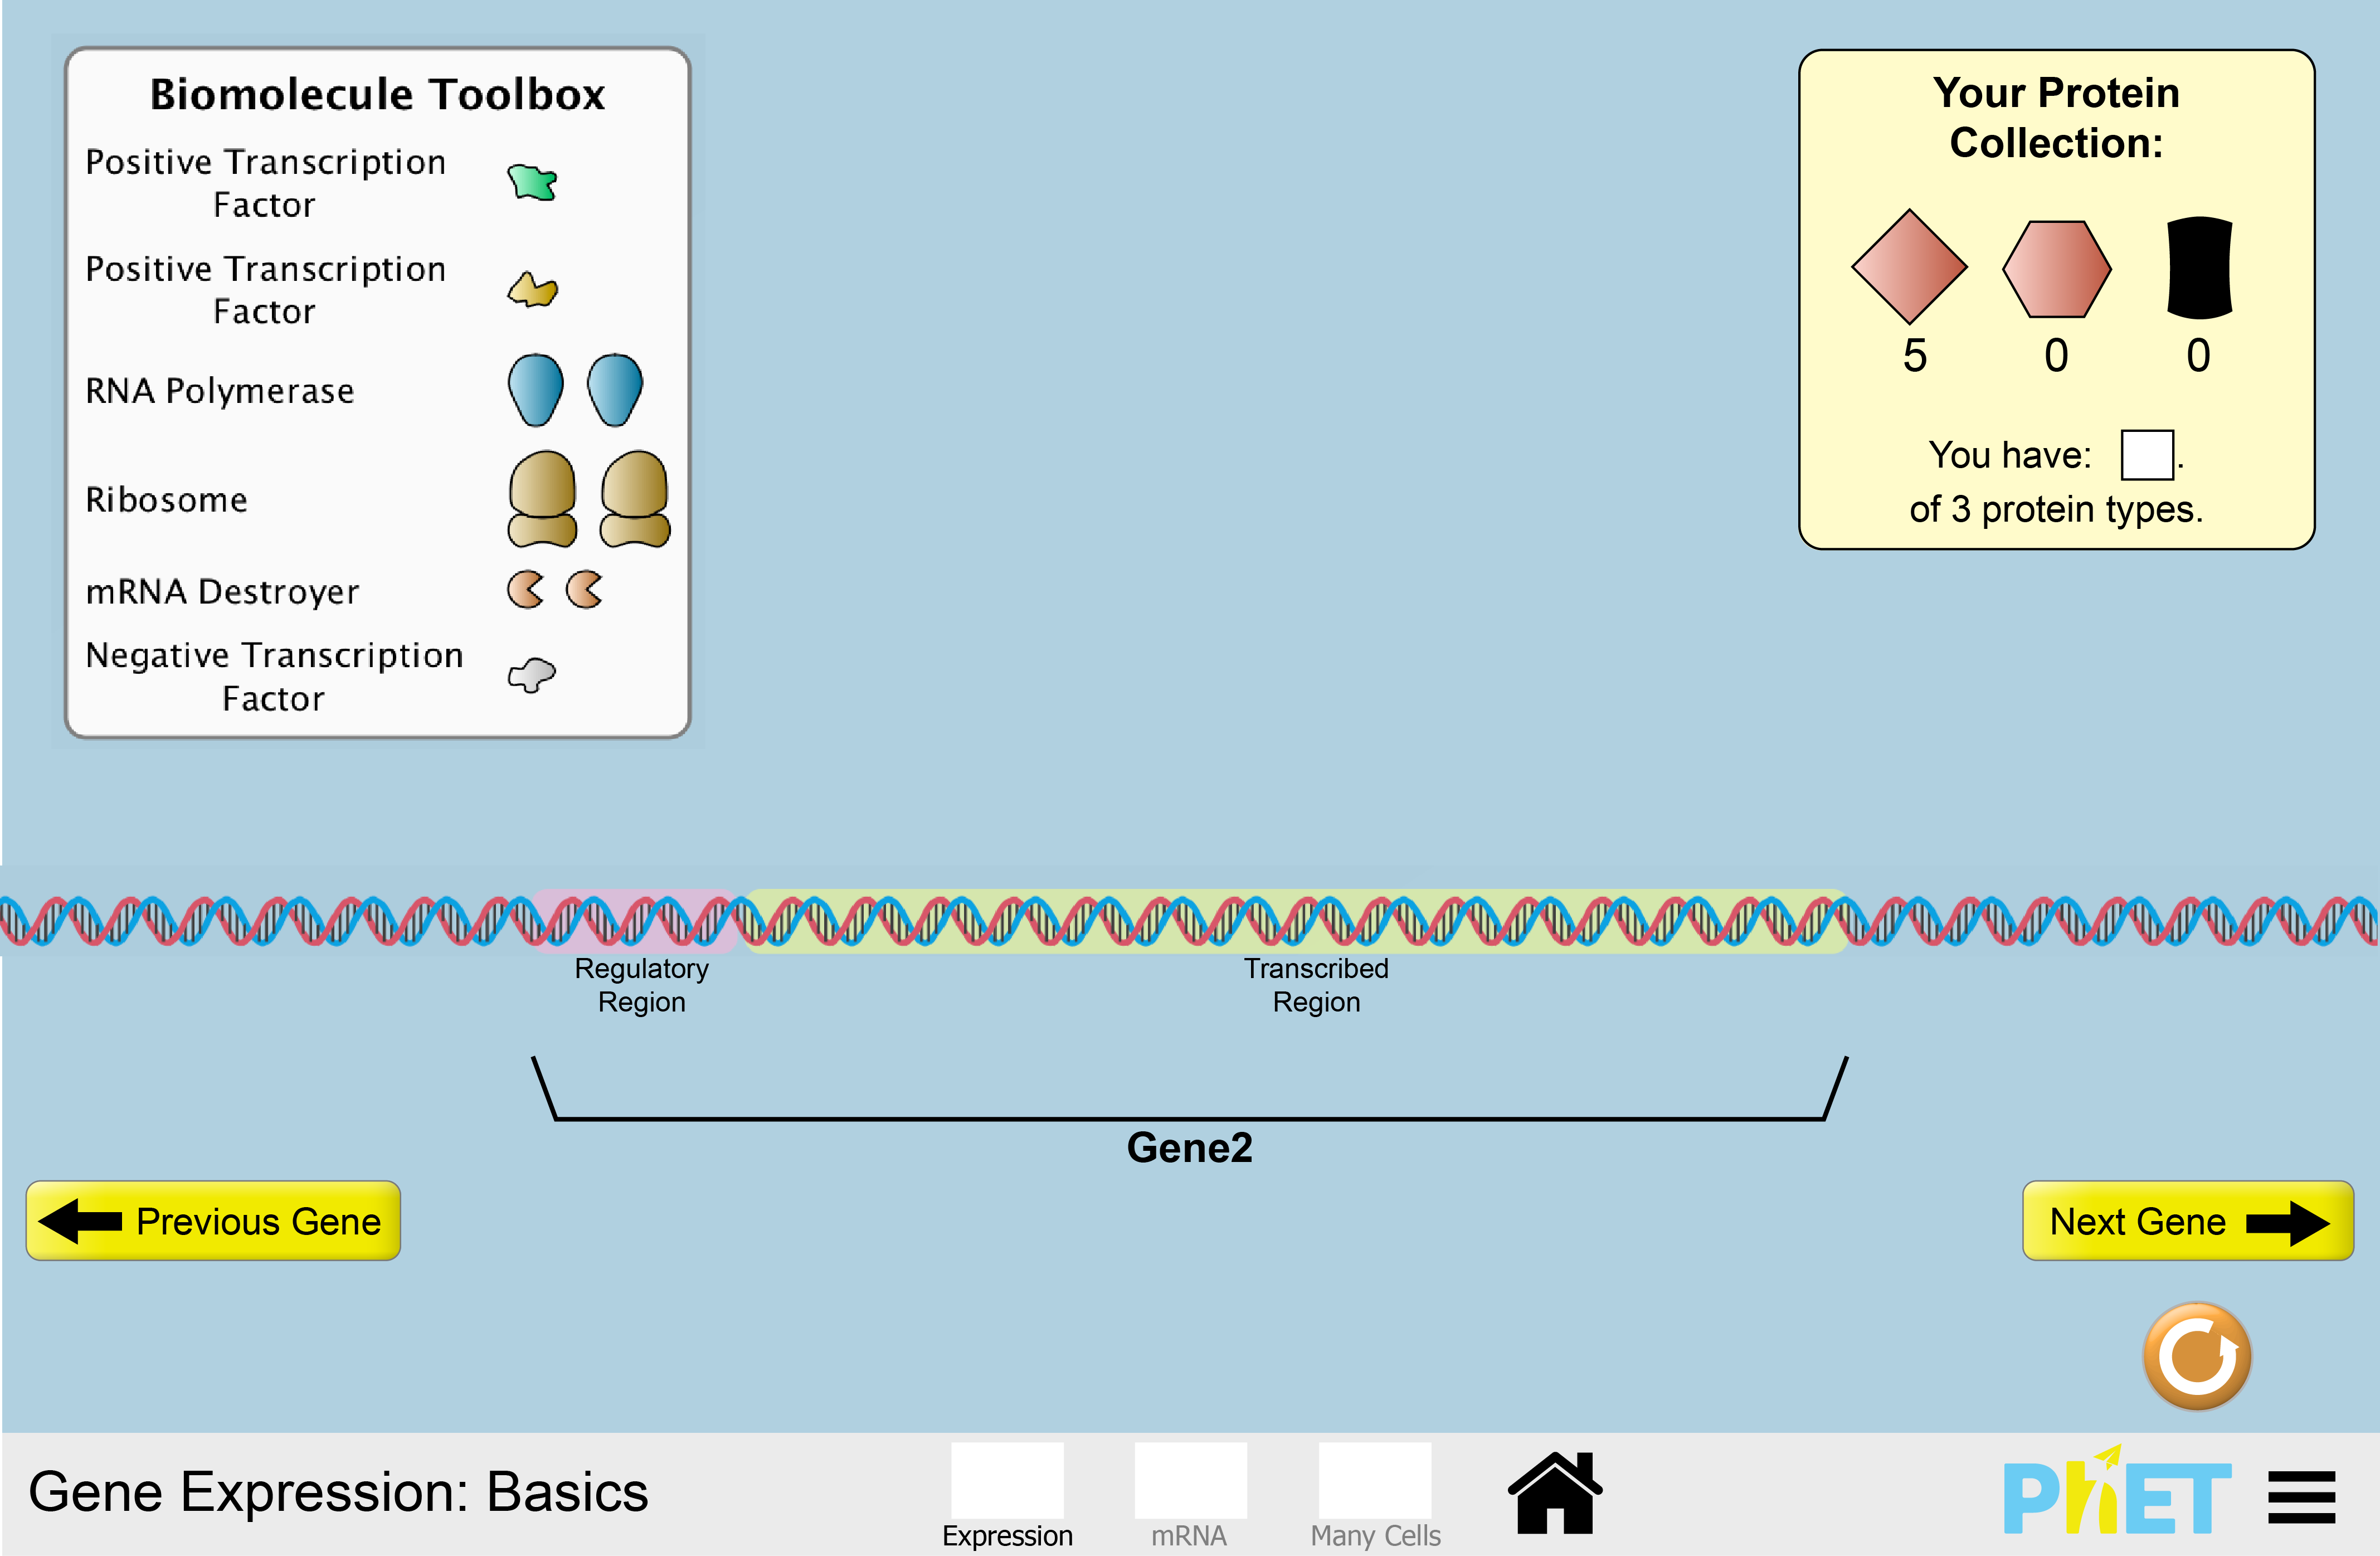 Biomolecule Toolbox
Positive Transcription
Factor
Positive Transcription
Factor
RNA Polymerase
Ribosome
mRNA Destroyer
Negative Transcription
Factor
Your Protein
Collection:
5 0 0
You have: .
of 3 protein types.
Regulatory
Region
Transcribed
Region
Gene2
Previous Gene
Next Gene
Gene Expression: Basics
Expression
mRNA
Many Cells
PhET